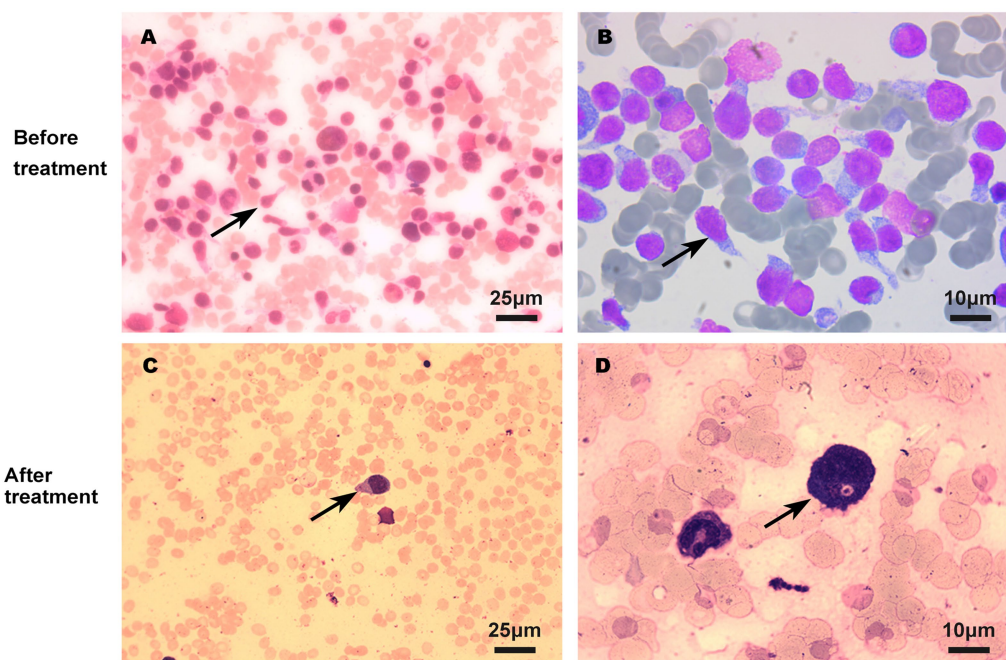 A
B
Before
treatment
25μm
10μm
C
D
After
treatment
25μm
10μm